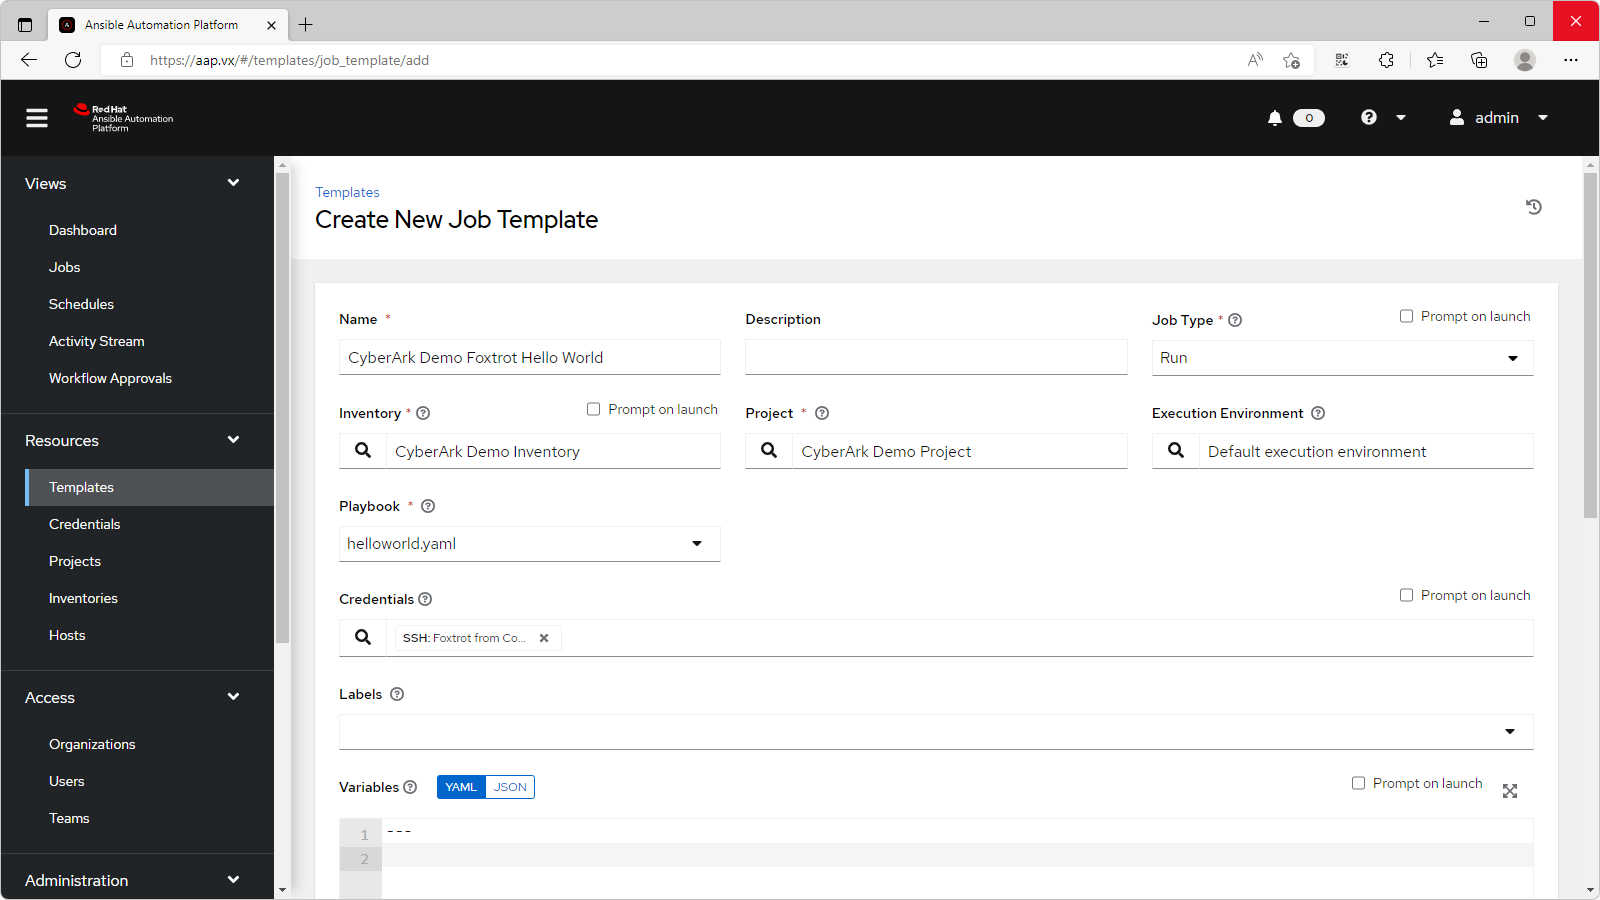 Ansible Automation Platform
https://aap.vx/#/templates/job_template/add
Red Hat
Ansible Automation
Platform
0
admin
Views
Dashboard
Jobs
Schedules
Activity Stream
Workflow Approvals
Resources
Templates
Credentials
Projects
Inventories
Hosts
Access
Organizations
Users
Teams
Administration
Templates
Create New Job Template
Name *
Description
Job Type *
Prompt on launch
CyberArk Demo Foxtrot Hello World
Run
Inventory *
Prompt on launch
Project *
Execution Environment
CyberArk Demo Inventory
CyberArk Demo Project
Default execution environment
Playbook *
helloworld.yaml
Credentials
Prompt on launch
SSH: Foxtrot from Co...
Labels
Variables
YAML
JSON
Prompt on launch
1
---
2